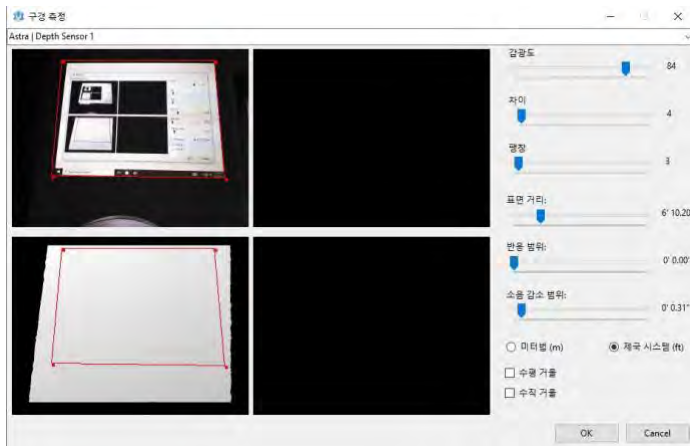 구경 측정
Astra | Depth Sensor 1
감광도
84
차이
4
팽창
3
표면 거리:
6' 10.20
반응 범위:
0' 0.00"
소음 감소 범위:
0' 0.31"
미터법 (m)
제국 시스템 (ft)
수평 거울
수직 거울
OK
Cancel